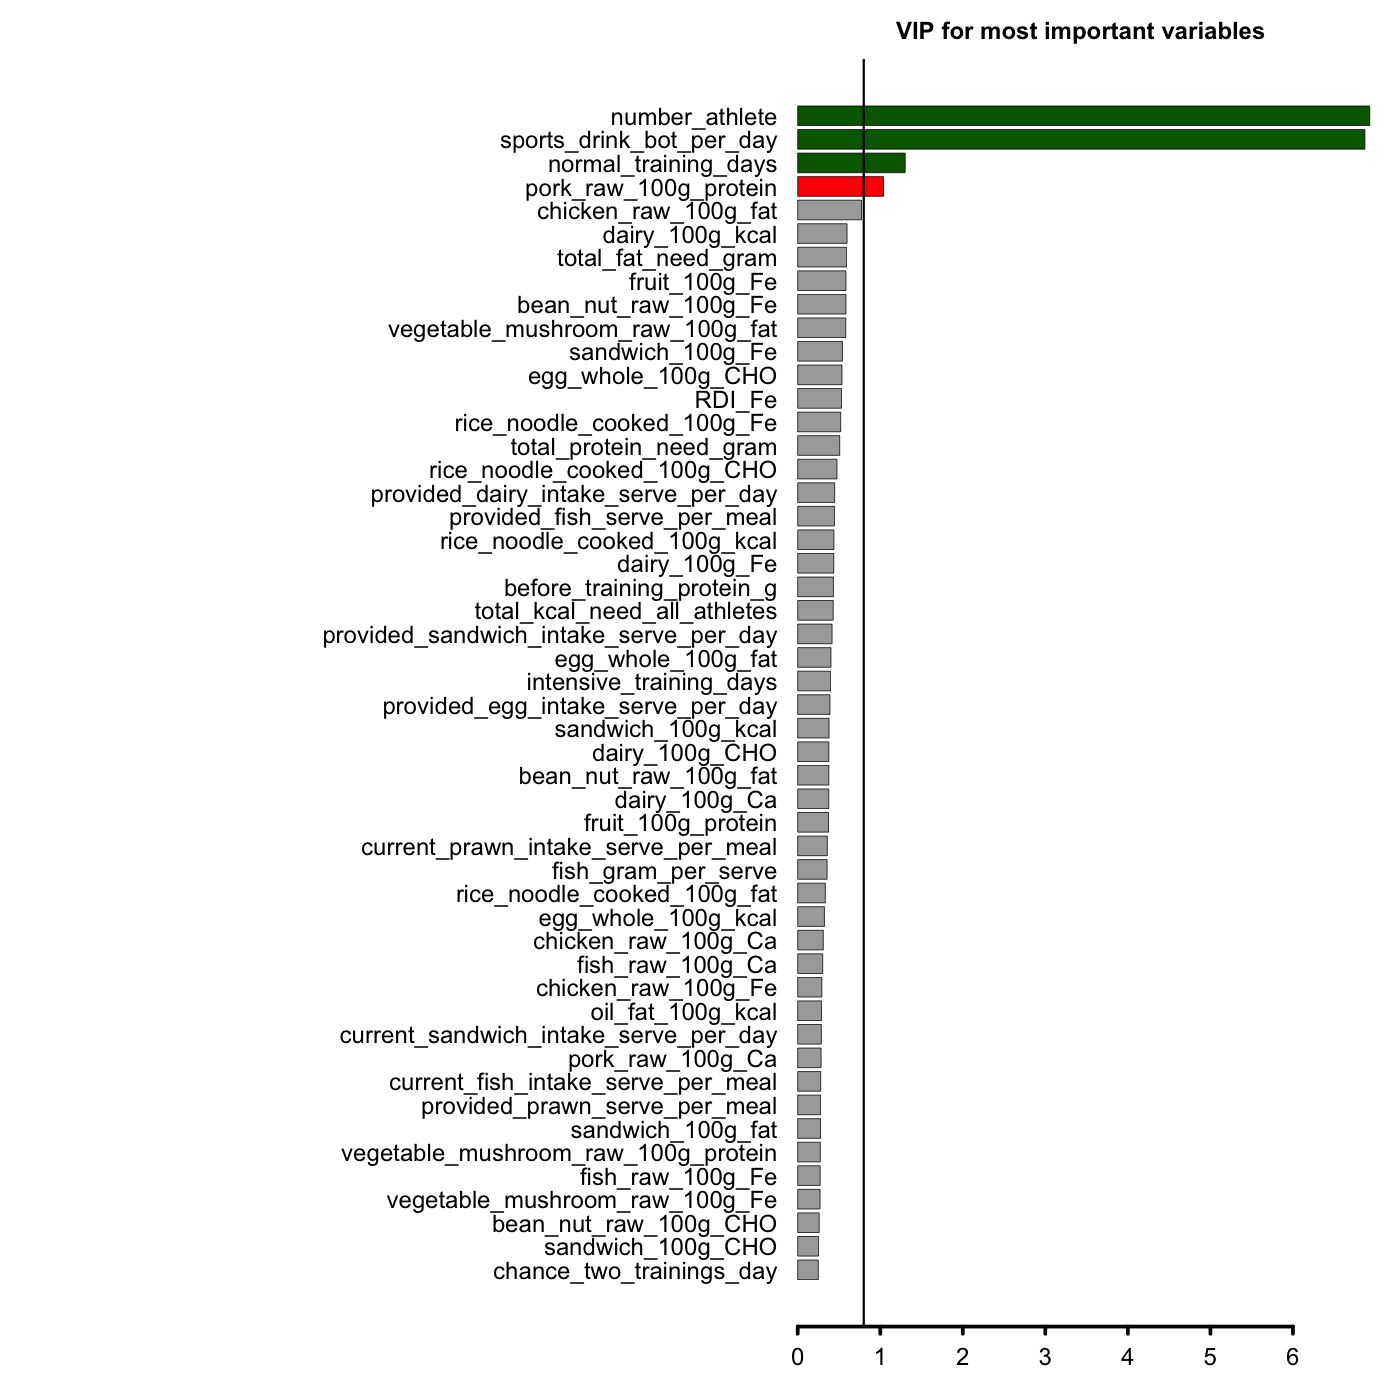 VIP for most important variables
number_athlete
sports_drink_bot_per_day
normal_training_days
pork_raw_100g_protein
chicken_raw_100g_fat
dairy_100g_kcal
total_fat_need_gram
fruit_100g_Fe
bean_nut_raw_100g_Fe
vegetable_mushroom_raw_100g_fat
sandwich_100g_Fe
egg_whole_100g_CHO
RDI_Fe
rice_noodle_cooked_100g_Fe
total_protein_need_gram
rice_noodle_cooked_100g_CHO
provided_dairy_intake_serve_per_day
provided_fish_serve_per_meal
rice_noodle_cooked_100g_kcal
dairy_100g_Fe
before_training_protein_g
total_kcal_need_all_athletes
provided_sandwich_intake_serve_per_day
egg_whole_100g_fat
intensive_training_days
provided_egg_intake_serve_per_day
sandwich_100g_kcal
dairy_100g_CHO
bean_nut_raw_100g_fat
dairy_100g_Ca
fruit_100g_protein
current_prawn_intake_serve_per_meal
fish_gram_per_serve
rice_noodle_cooked_100g_fat
egg_whole_100g_kcal
chicken_raw_100g_Ca
fish_raw_100g_Ca
chicken_raw_100g_Fe
oil_fat_100g_kcal
current_sandwich_intake_serve_per_day
pork_raw_100g_Ca
current_fish_intake_serve_per_meal
provided_prawn_serve_per_meal
sandwich_100g_fat
vegetable_mushroom_raw_100g_protein
fish_raw_100g_Fe
vegetable_mushroom_raw_100g_Fe
bean_nut_raw_100g_CHO
sandwich_100g_CHO
chance_two_trainings_day
0 1 2 3 4 5 6